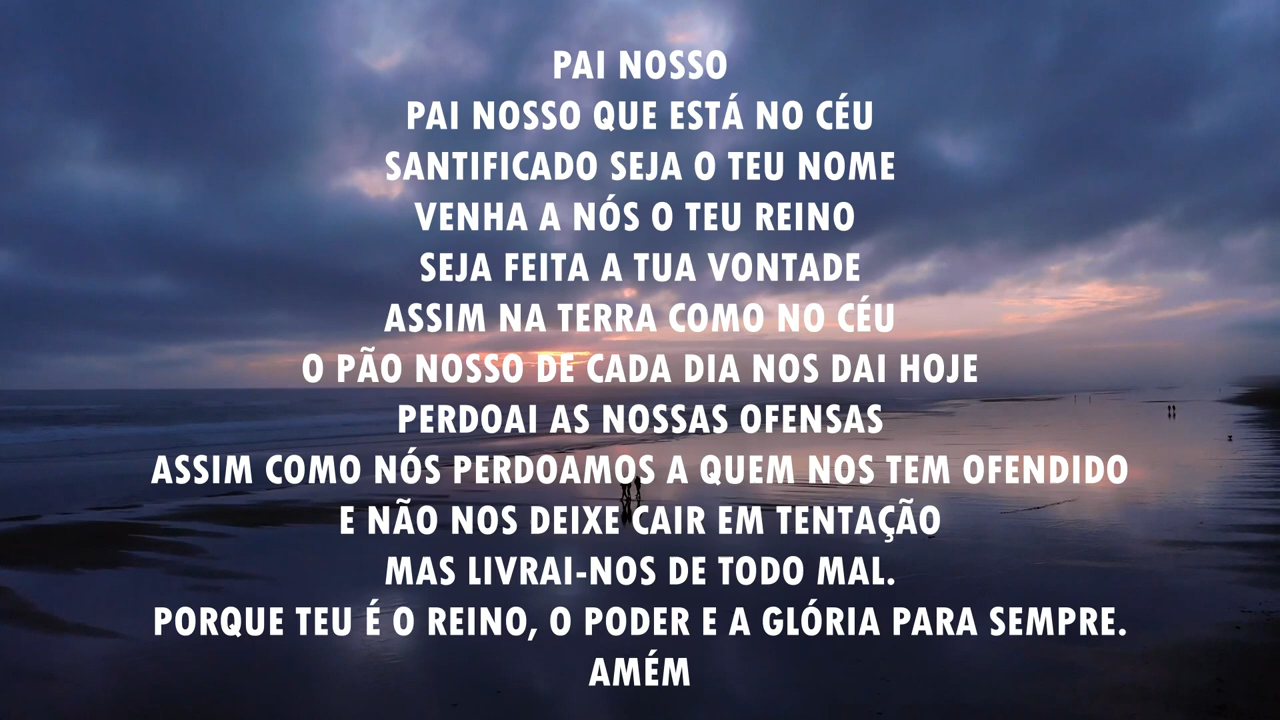 PAI NOSSO
PAI NOSSO QUE ESTÁ NO CÉU
SANTIFICADO SEJA O TEU NOME
VENHA A NÓS O TEU REINO
SEJA FEITA A TUA VONTADE
ASSIM NA TERRA COMO NO CÉU
O PÃO NOSSO DE CADA DIA NOS DAI HOJE
PERDOAI AS NOSSAS OFENSAS
ASSIM COMO NÓS PERDOAMOS A QUEM NOS TEM OFENDIDO
E NÃO NOS DEIXE CAIR EM TENTAÇÃO
MAS LIVRAI-NOS DE TODO MAL.
PORQUE TEU É O REINO, O PODER E A GLÓRIA PARA SEMPRE.
AMÉM